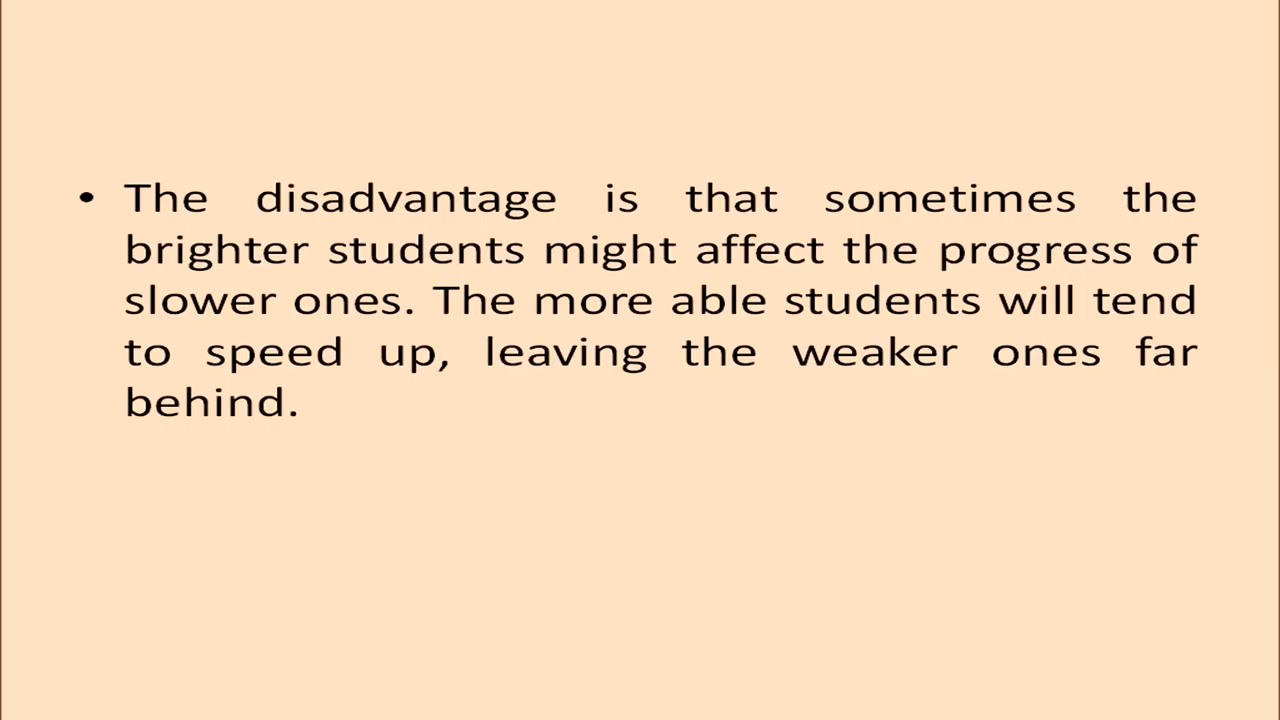 • The disadvantage is that sometimes the
brighter students might affect the progress of
slower ones. The more able students will tend
to speed up, leaving the weaker ones far
behind.